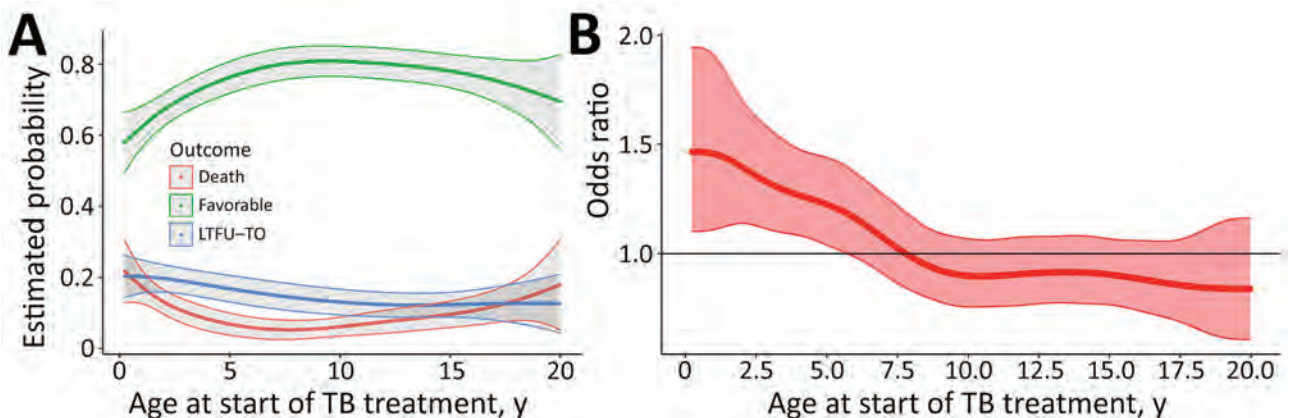 A
Estimated probability
0.8
0.6
0.4
0.2
0
Outcome
Death
Favorable
LTFU–TO
0 5 10 15 20
Age at start of TB treatment, y
B
Odds ratio
2.0
1.5
1.0
0 2.5 5.0 7.5 10.0 12.5 15.0 17.5 20.0
Age at start of TB treatment, y